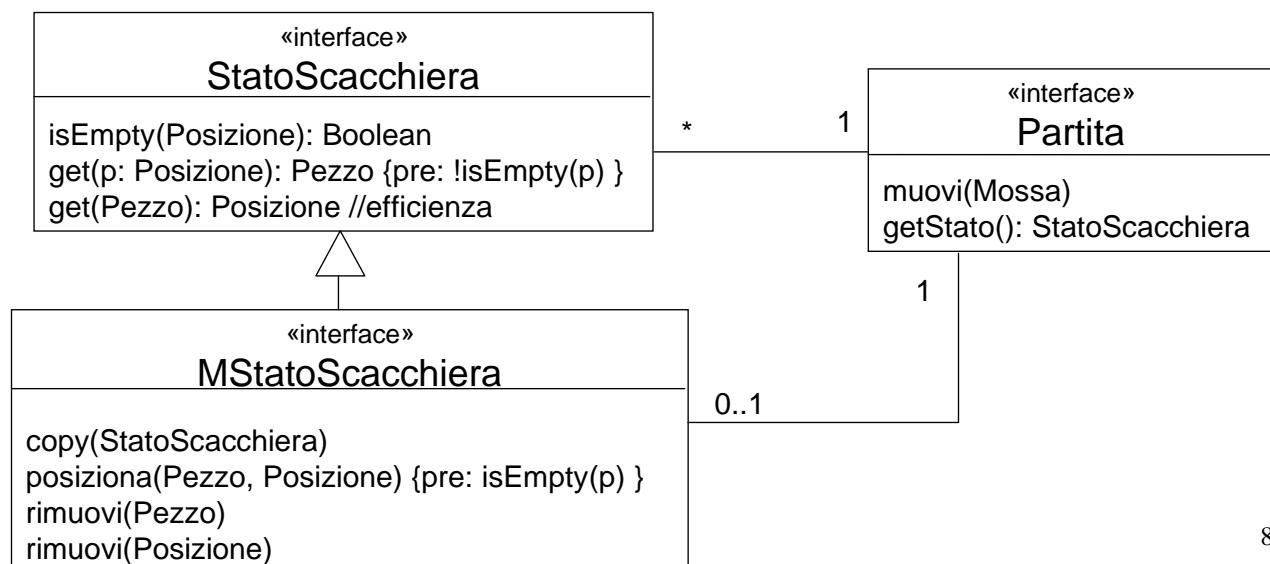 «interface»
StatoScacchiera
isEmpty(Posizione): Boolean
get(p: Posizione): Pezzo {pre: !isEmpty(p) }
get(Pezzo): Posizione //efficienza
*
1
«interface»
Partita
muovi(Mossa)
getStato(): StatoScacchiera
1
«interface»
MStatoScacchiera
0..1
copy(StatoScacchiera)
posiziona(Pezzo, Posizione) {pre: isEmpty(p) }
rimuovi(Pezzo)
rimuovi(Posizione)
8